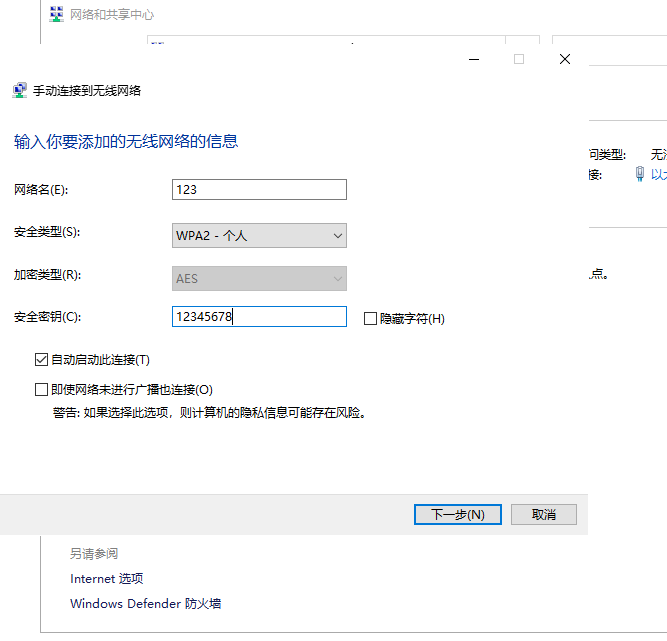 网络和共享中心
手动连接到无线网络
输入你要添加的无线网络的信息
网络名(E):
123
问类型:
无法
接:
以太
安全类型(S):
WPA2 - 个人
加密类型(R):
AES
点。
安全密钥(C):
12345678
隐藏字符(H)
自动启动此连接(T)
即使网络未进行广播也连接(O)
警告: 如果选择此选项，则计算机的隐私信息可能存在风险。
下一步(N)
取消
另请参阅
Internet 选项
Windows Defender 防火墙